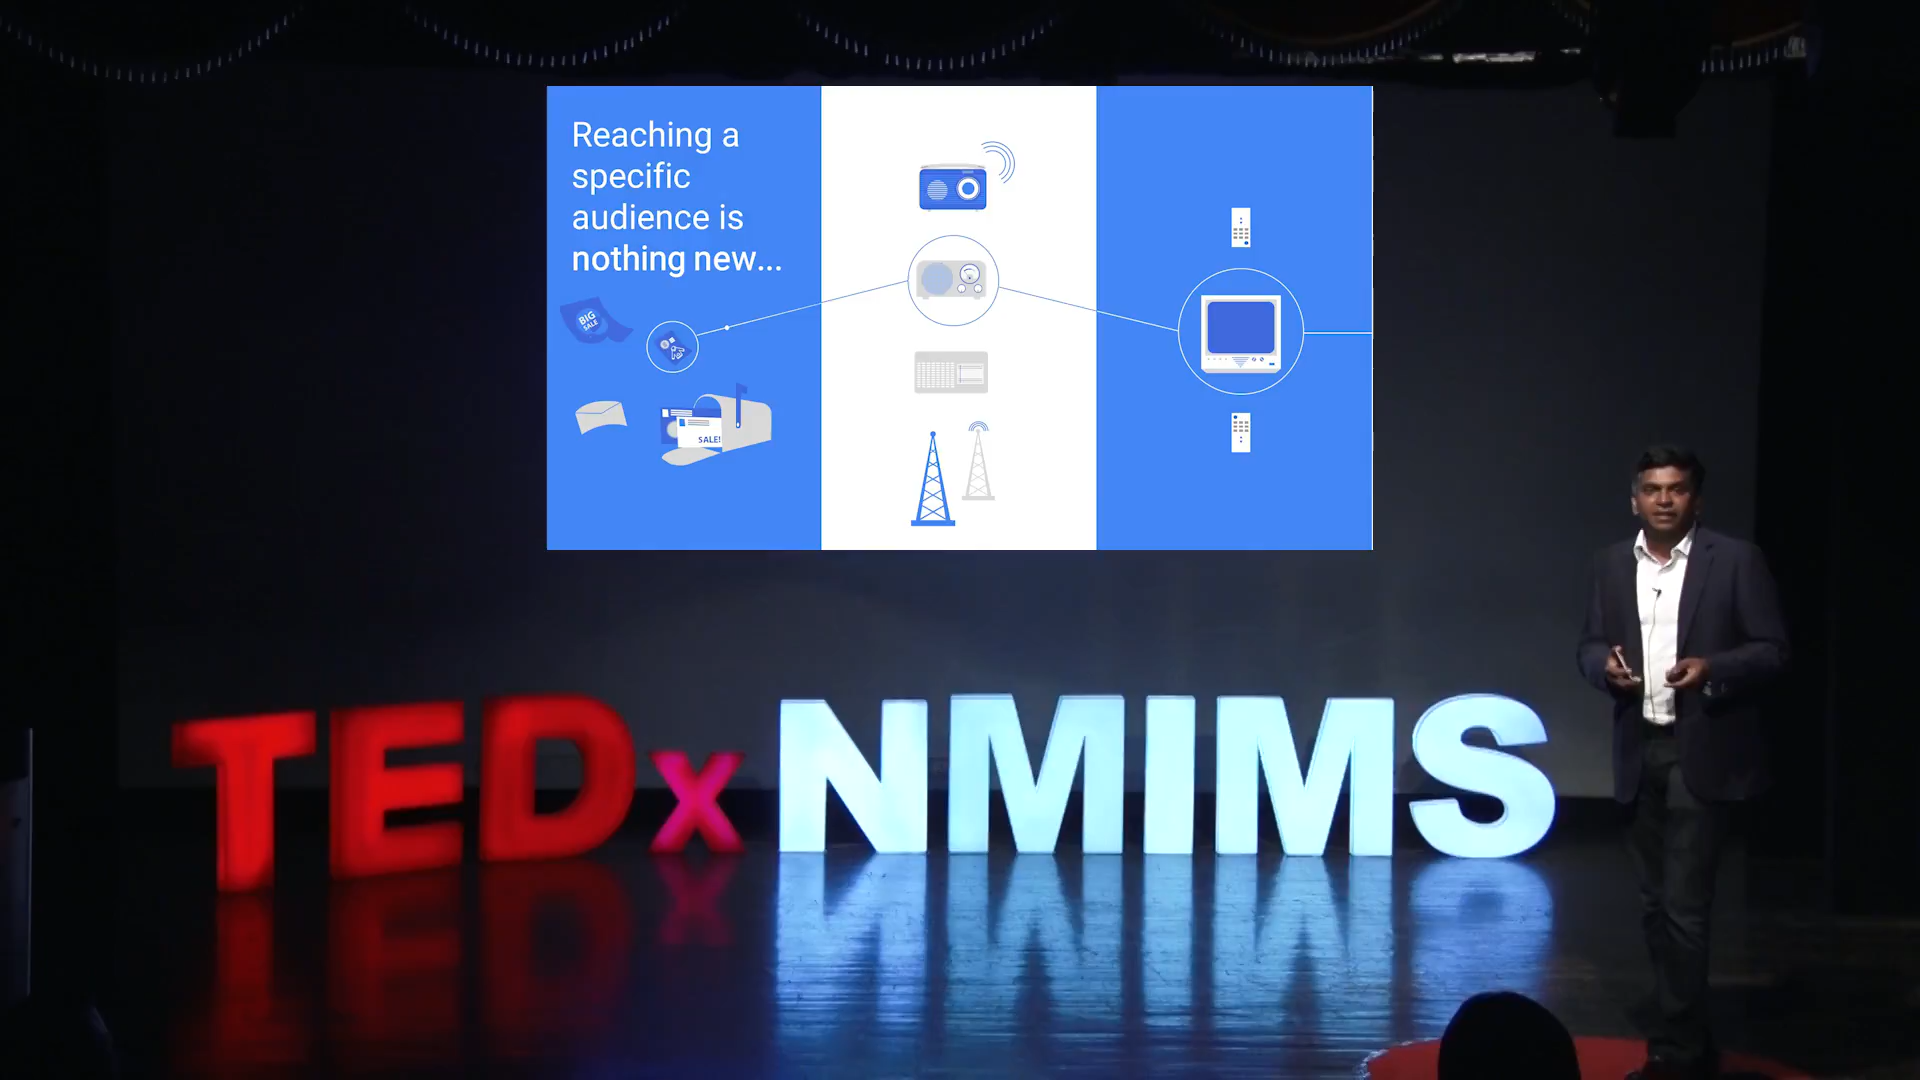 Reaching a
specific
audience is
nothing new...
BIG
SALE
SALE!
TEDxNMIMS